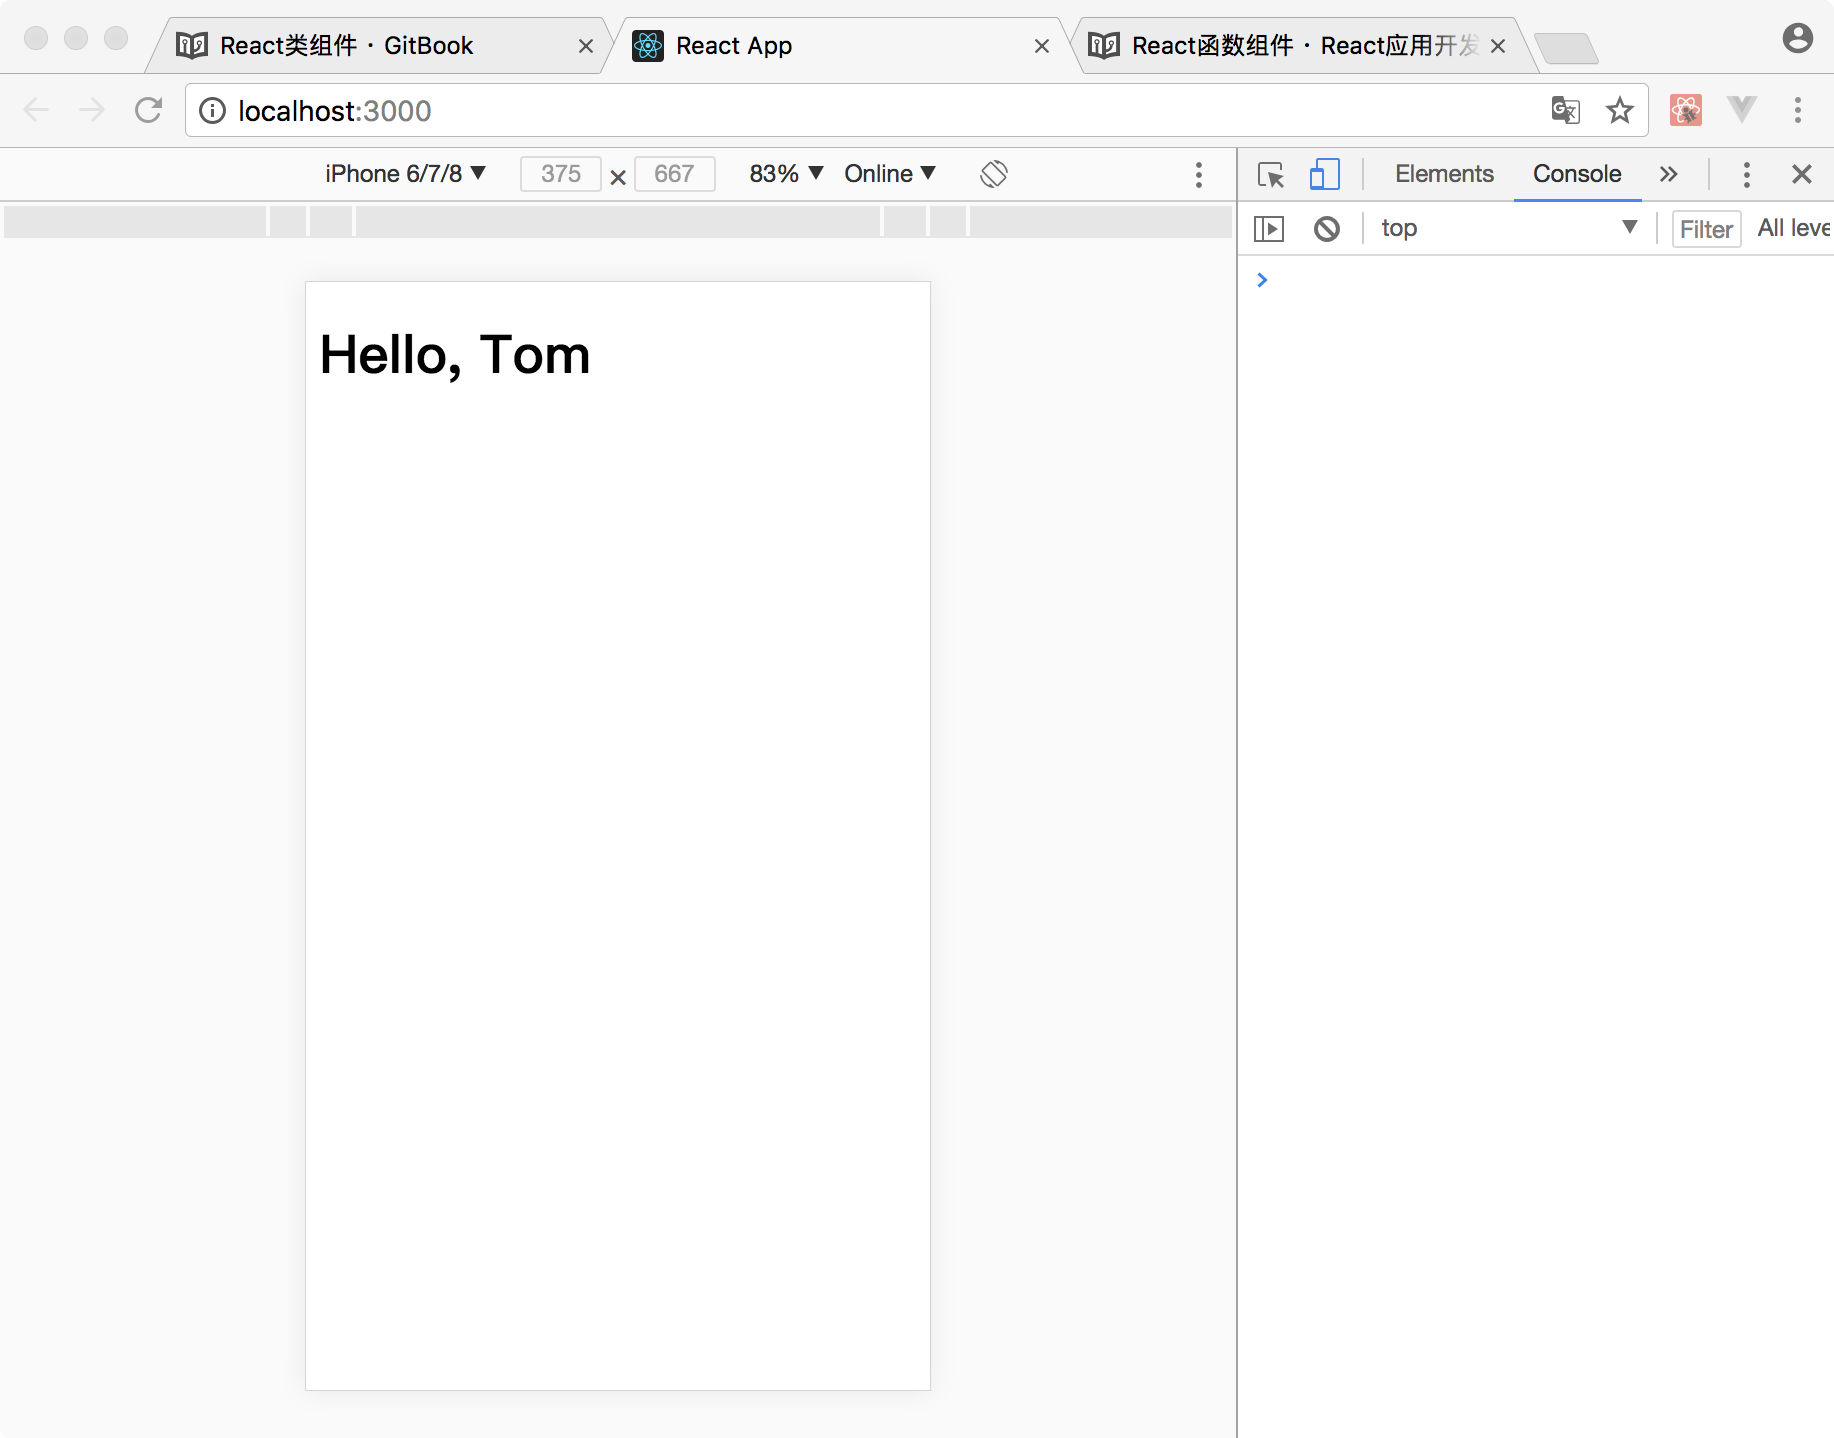 React类组件 · GitBook
React App
React函数组件 · React应用开发
localhost:3000
iPhone 6/7/8
375 × 667
83%
Online
Elements
Console
top
Filter
All leve
Hello, Tom